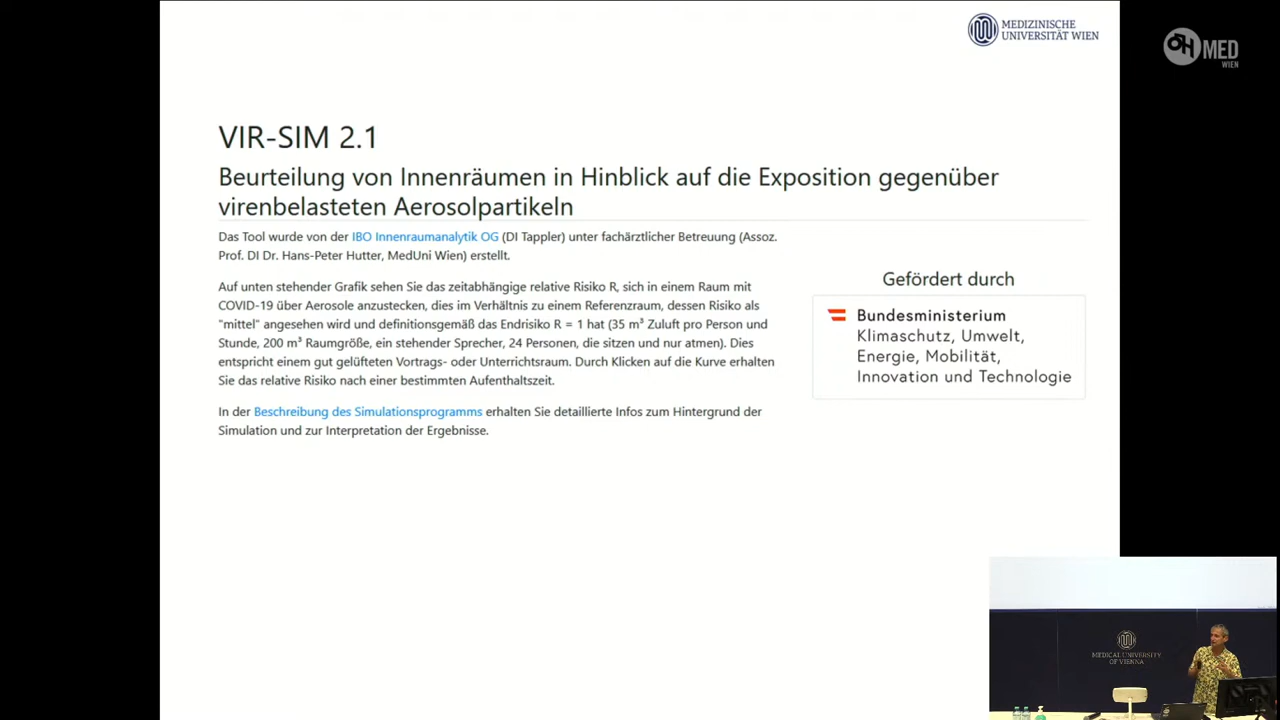 MEDIZINISCHE
UNIVERSITÄT WIEN
ÖH MED
WIEN
VIR-SIM 2.1
Beurteilung von Innenräumen in Hinblick auf die Exposition gegenüber
virenbelasteten Aerosolpartikeln
Das Tool wurde von der IBO Innenraumanalytik OG (DI Tappler) unter fachärztlicher Betreuung (Assoz.
Prof. DI Dr. Hans-Peter Hutter, MedUni Wien) erstellt.
Auf unten stehender Grafik sehen Sie das zeitabhängige relative Risiko R, sich in einem Raum mit
COVID-19 über Aerosole anzustecken, dies im Verhältnis zu einem Referenzraum, dessen Risiko als
"mittel" angesehen wird und definitionsgemäß das Endrisiko R = 1 hat (35 m³ Zuluft pro Person und
Stunde, 200 m³ Raumgröße, ein stehender Sprecher, 24 Personen, die sitzen und nur atmen). Dies
entspricht einem gut gelüfteten Vortrags- oder Unterrichtsraum. Durch Klicken auf die Kurve erhalten
Sie das relative Risiko nach einer bestimmten Aufenthaltszeit.
In der Beschreibung des Simulationsprogramms erhalten Sie detaillierte Infos zum Hintergrund der
Simulation und zur Interpretation der Ergebnisse.
Gefördert durch
Bundesministerium
Klimaschutz, Umwelt,
Energie, Mobilität,
Innovation und Technologie
MEDICAL UNIVERSITY
OF VIENNA